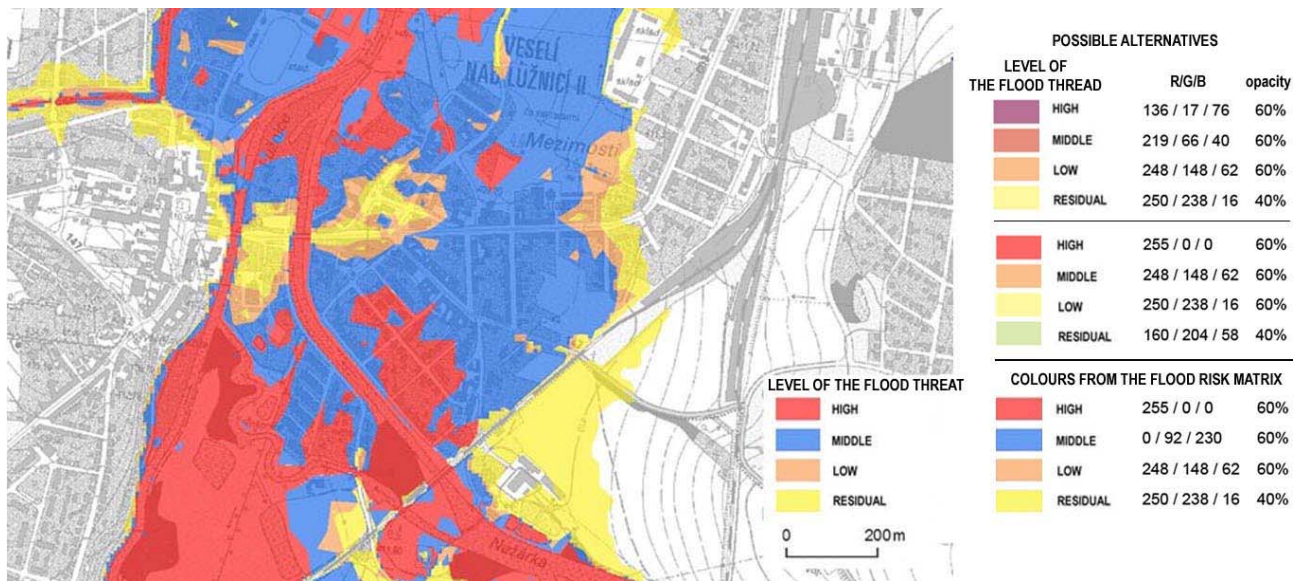 VESELÍ
NAD LUŽNICÍ II
Mezimostí
sklad
sklad
147
Nežárka
LEVEL OF THE FLOOD THREAT
HIGH
MIDDLE
LOW
RESIDUAL
0 200 m
POSSIBLE ALTERNATIVES
LEVEL OF
THE FLOOD THREAD R/G/B opacity
HIGH 136 / 17 / 76 60%
MIDDLE 219 / 66 / 40 60%
LOW 248 / 148 / 62 60%
RESIDUAL 250 / 238 / 16 40%
HIGH 255 / 0 / 0 60%
MIDDLE 248 / 148 / 62 60%
LOW 250 / 238 / 16 60%
RESIDUAL 160 / 204 / 58 40%
COLOURS FROM THE FLOOD RISK MATRIX
HIGH 255 / 0 / 0 60%
MIDDLE 0 / 92 / 230 60%
LOW 248 / 148 / 62 60%
RESIDUAL 250 / 238 / 16 40%